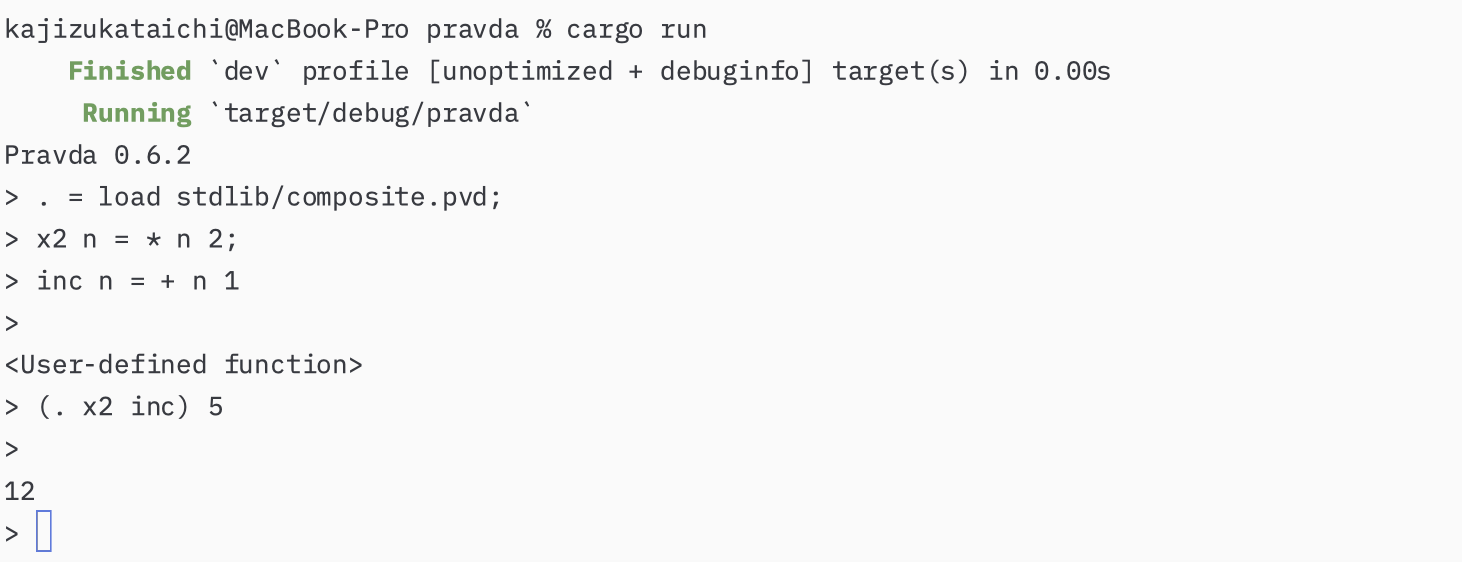 kajizukataichi@MacBook-Pro pravda % cargo run
    Finished `dev` profile [unoptimized + debuginfo] target(s) in 0.00s
     Running `target/debug/pravda`
Pravda 0.6.2
> . = load stdlib/composite.pvd;
> x2 n = * n 2;
> inc n = + n 1
>
<User-defined function>
> (. x2 inc) 5
>
12
>